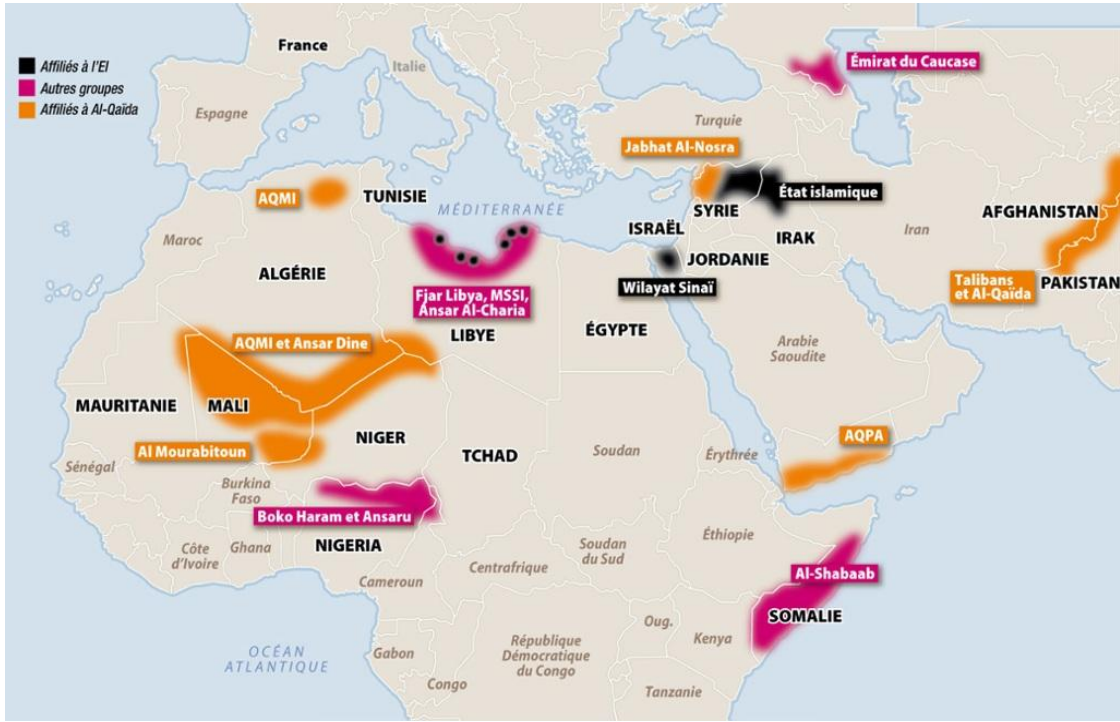 Affiliés à l'EI
Autres groupes
Affiliés à Al-Qaïda
France
Italie
Espagne
Émirat du Caucase
Turquie
Jabhat Al-Nosra
AQMI
TUNISIE
MÉDITERRANÉE
État islamique
SYRIE
ISRAËL
IRAK
Iran
AFGHANISTAN
Maroc
ALGÉRIE
JORDANIE
Wilayat Sinaï
Talibans
et Al-Qaïda
PAKISTAN
Fjar Libya, MSSI,
Ansar Al-Charia
LIBYE
ÉGYPTE
AQMI et Ansar Dine
Arabie
Saoudite
MAURITANIE
MALI
Al Mourabitoun
NIGER
TCHAD
Soudan
Érythrée
AQPA
Sénégal
Burkina
Faso
Boko Haram et Ansaru
NIGERIA
Côte
d'Ivoire
Ghana
Cameroun
Centrafrique
Soudan
du Sud
Éthiopie
Al-Shabaab
SOMALIE
OCÉAN
ATLANTIQUE
Gabon
Congo
République
Démocratique
du Congo
Oug.
Kenya
Tanzanie